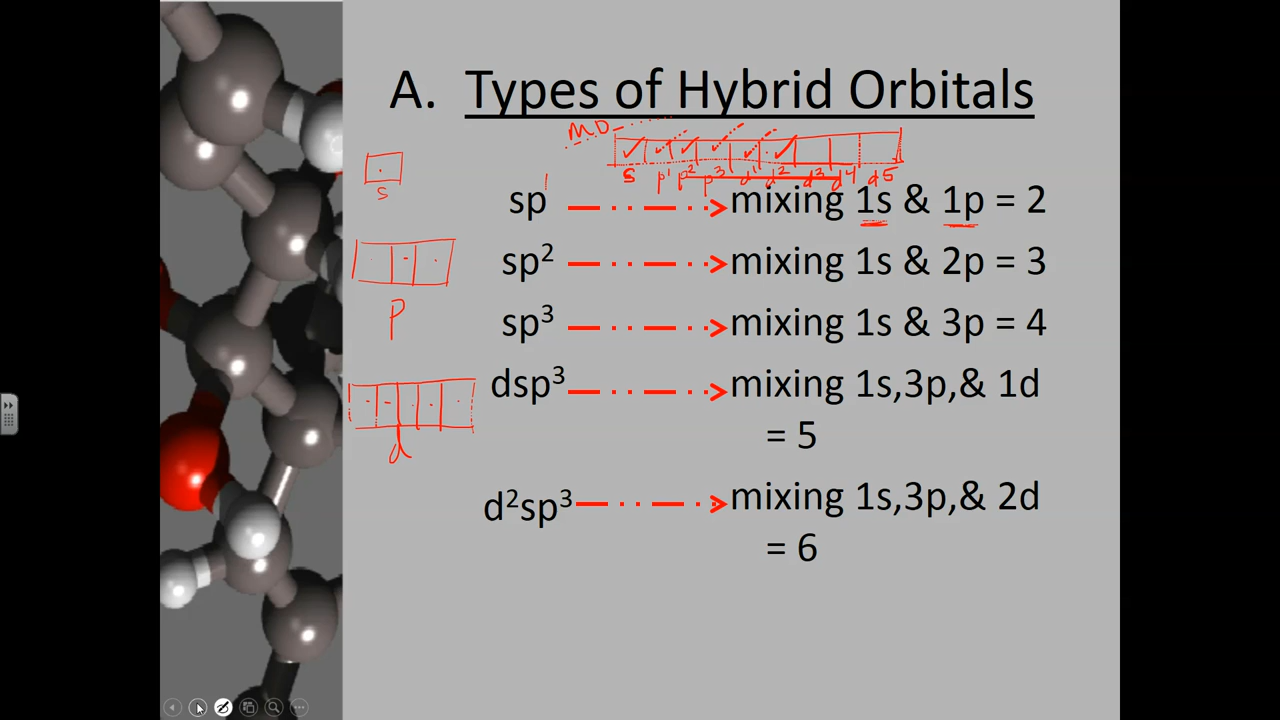 A. Types of Hybrid Orbitals
MO
s p¹ p² p³ d¹ d² d³ d⁴ d5
s
sp¹ mixing 1s & 1p = 2
sp² mixing 1s & 2p = 3
p
sp³ mixing 1s & 3p = 4
dsp³ mixing 1s,3p,& 1d
= 5
d
d²sp³ mixing 1s,3p,& 2d
= 6